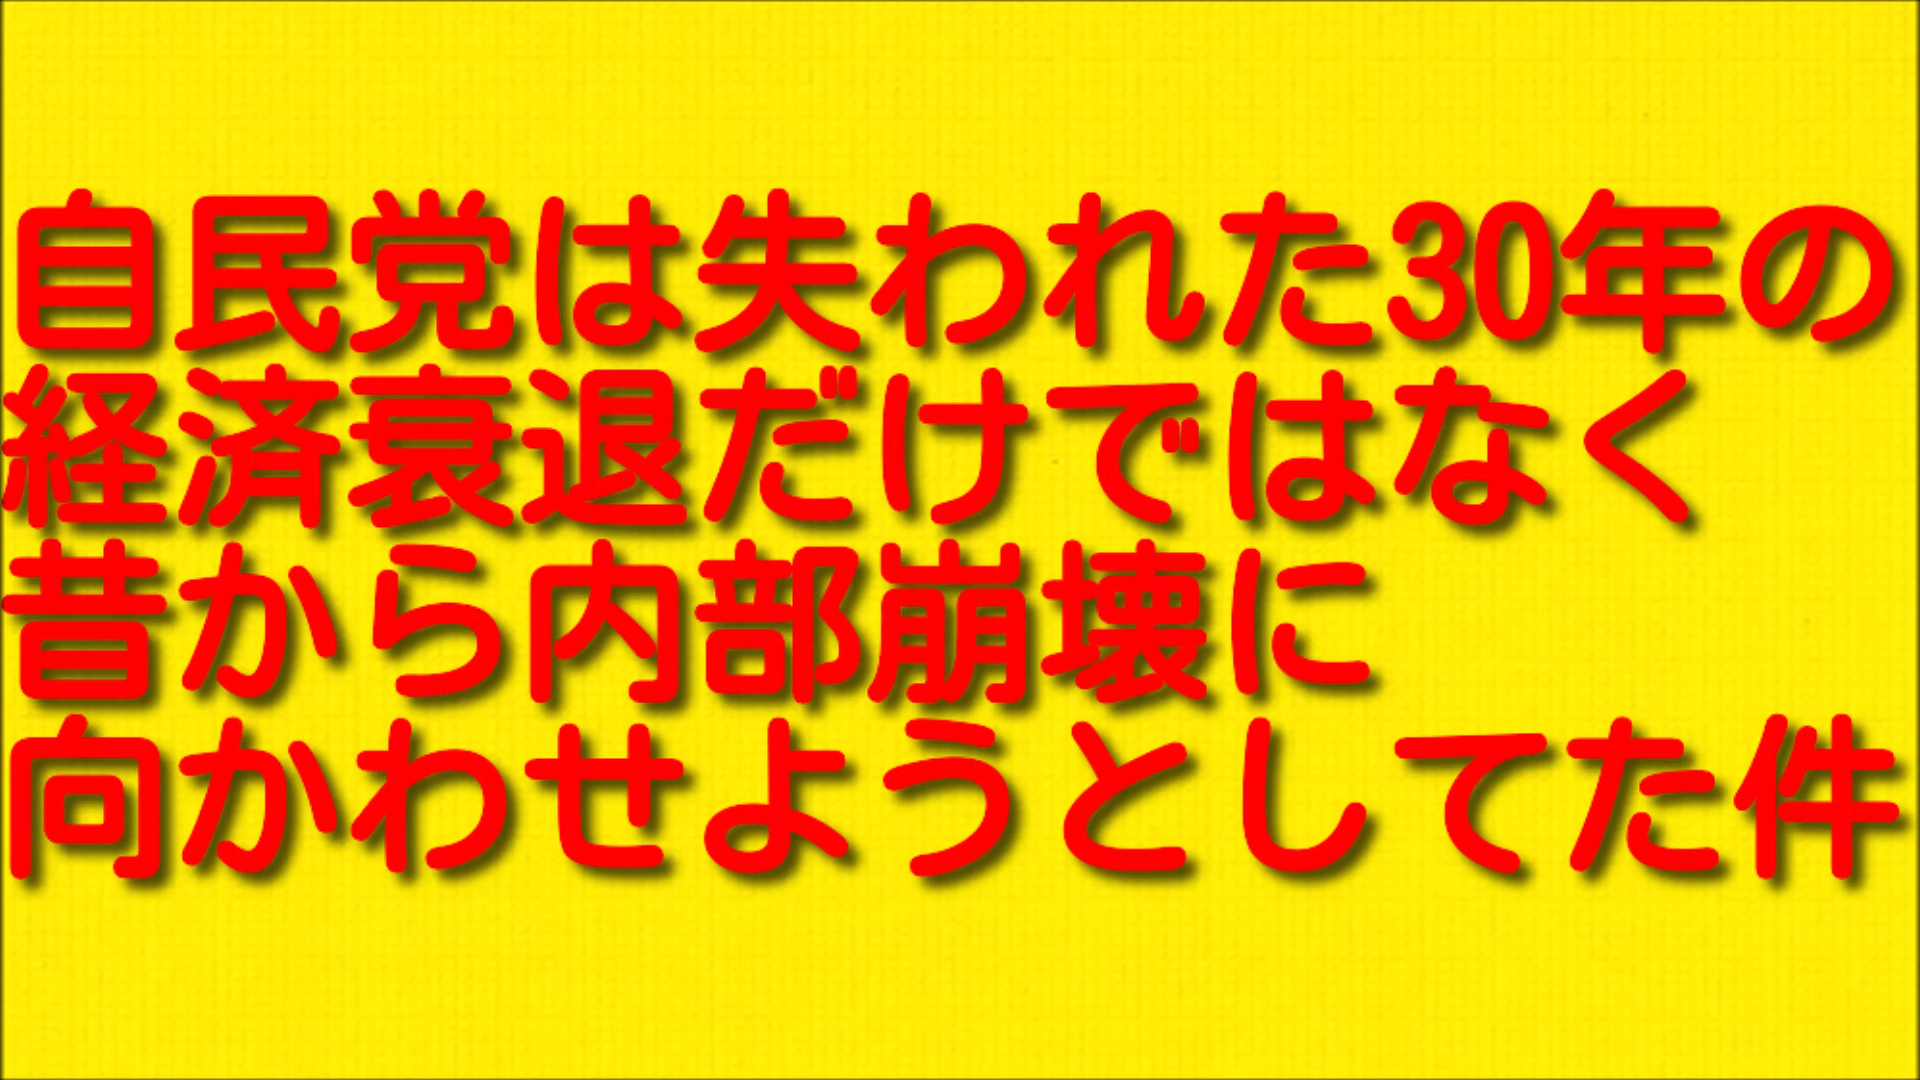 自民党は失われた30年の
経済衰退だけではなく
昔から内部崩壊に
向かわせようとしてた件